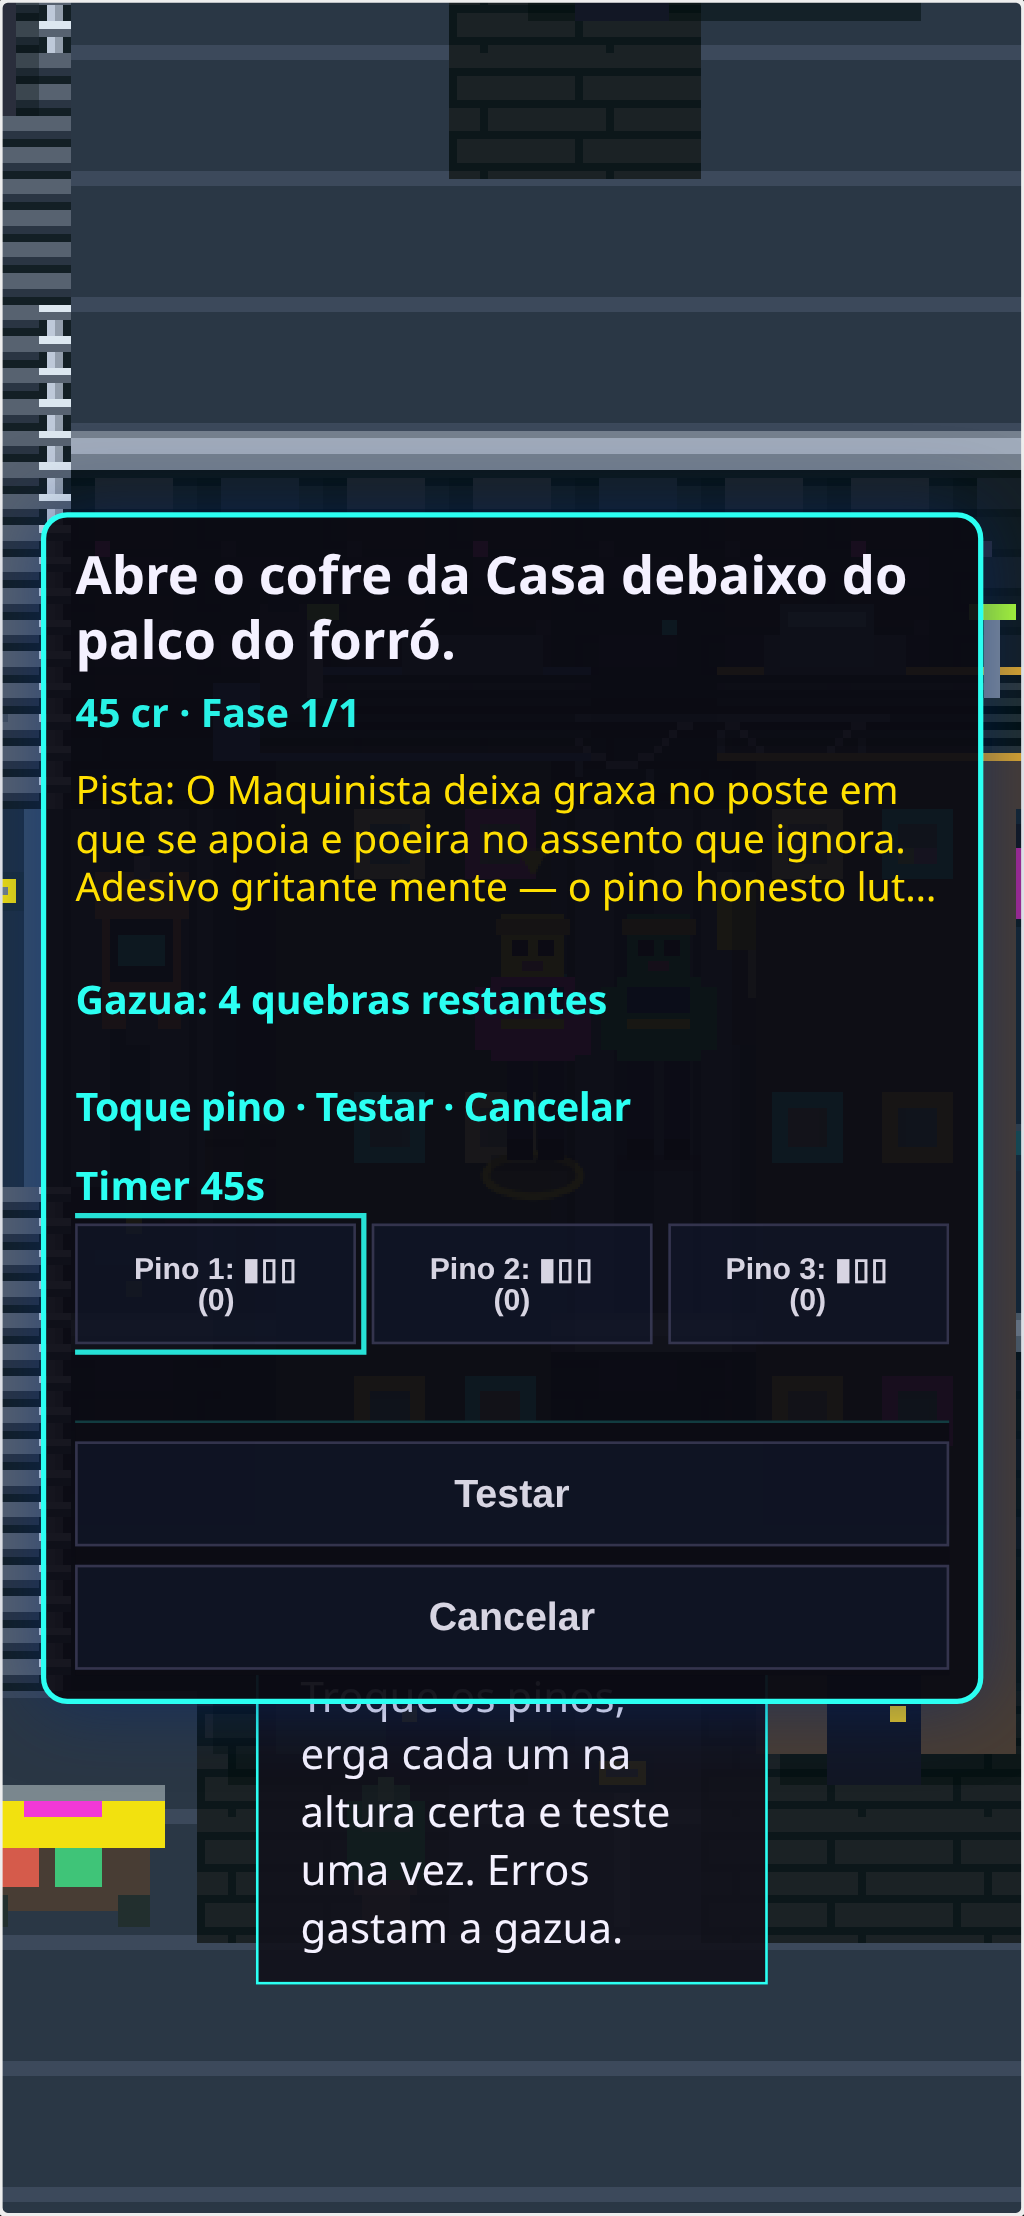 Abre o cofre da Casa debaixo do
palco do forró.
45 cr · Fase 1/1
Pista: O Maquinista deixa graxa no poste em
que se apoia e poeira no assento que ignora.
Adesivo gritante mente — o pino honesto lut...
Gazua: 4 quebras restantes
Toque pino · Testar · Cancelar
Timer 45s
Pino 1: ▮▯▯
(0)
Pino 2: ▮▯▯
(0)
Pino 3: ▮▯▯
(0)
Testar
Cancelar
Troque os pinos,
erga cada um na
altura certa e teste
uma vez. Erros
gastam a gazua.